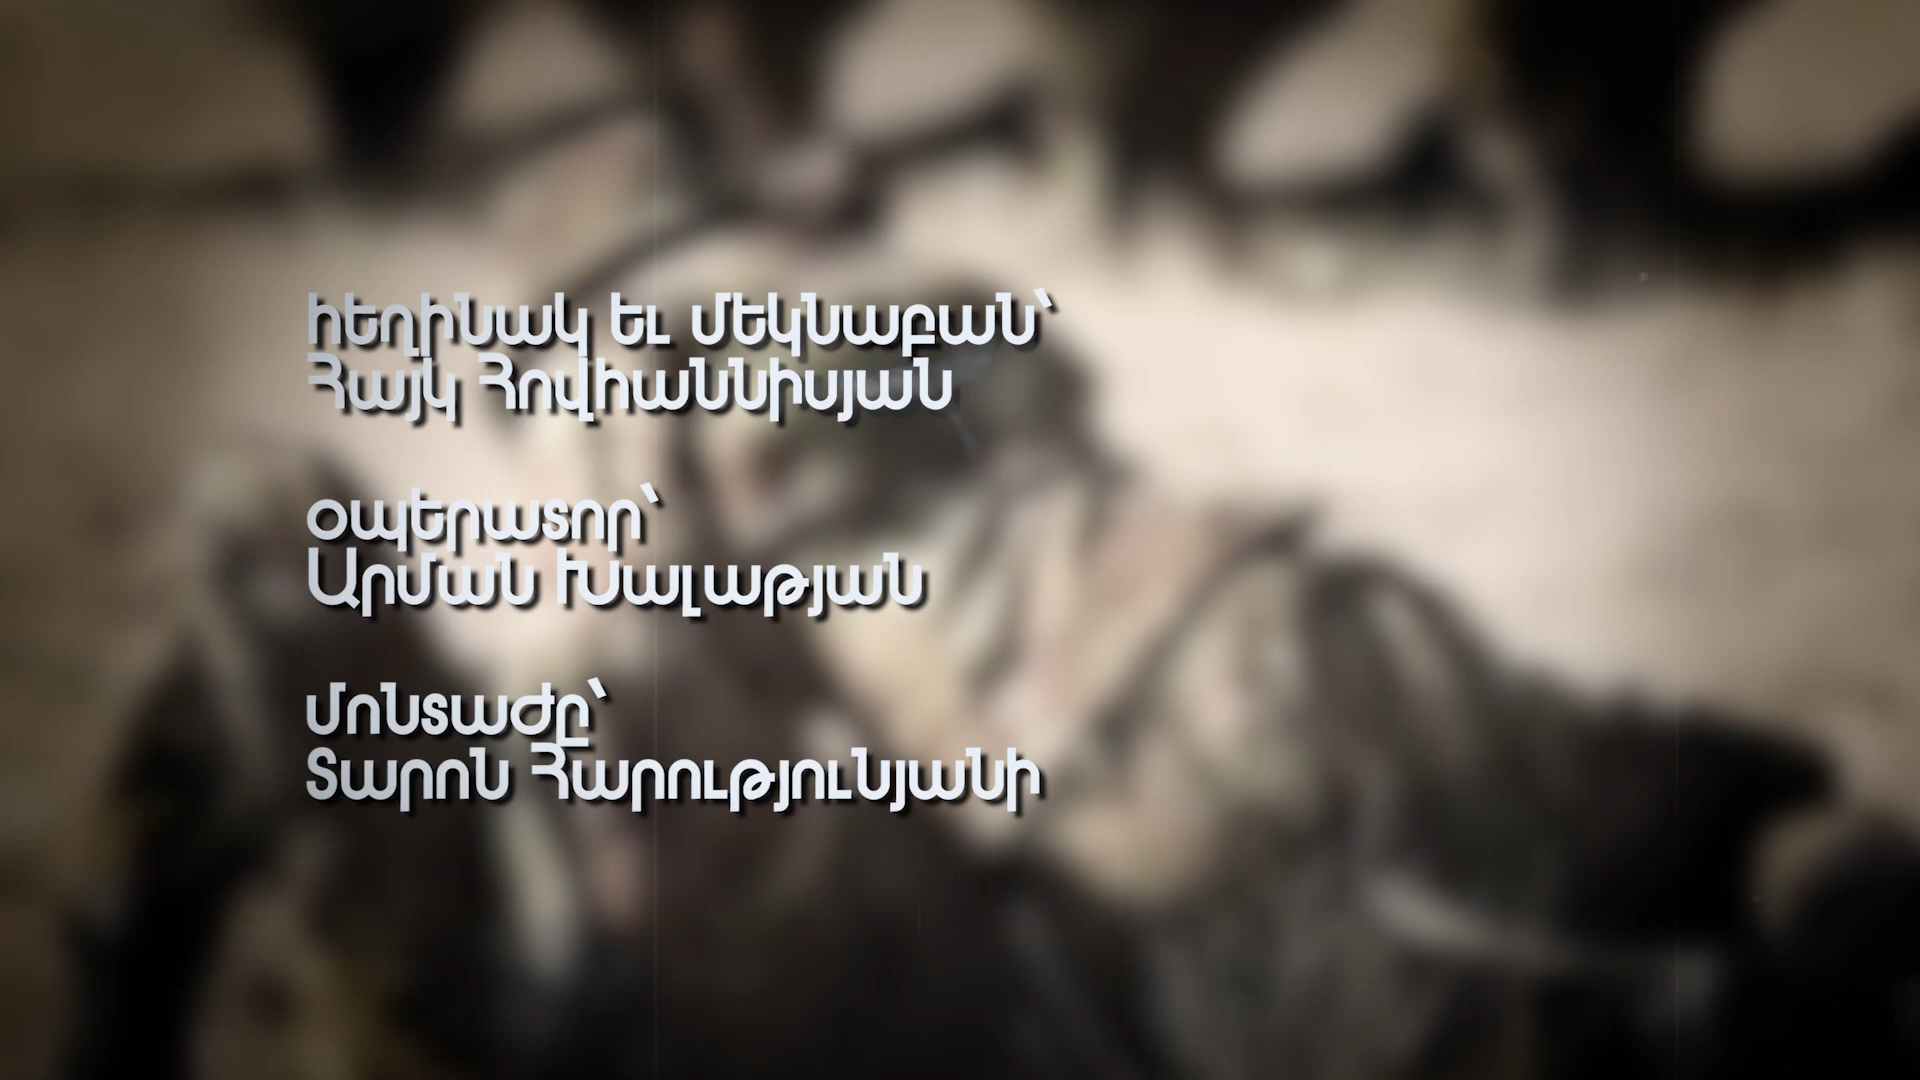 հեղինակ եւ մեկնաբան՝
Հայկ Հովհաննիսյան
օպերատոր՝
Արման Խալաթյան
մոնտաժը՝
Տարոն Հարությունյանի